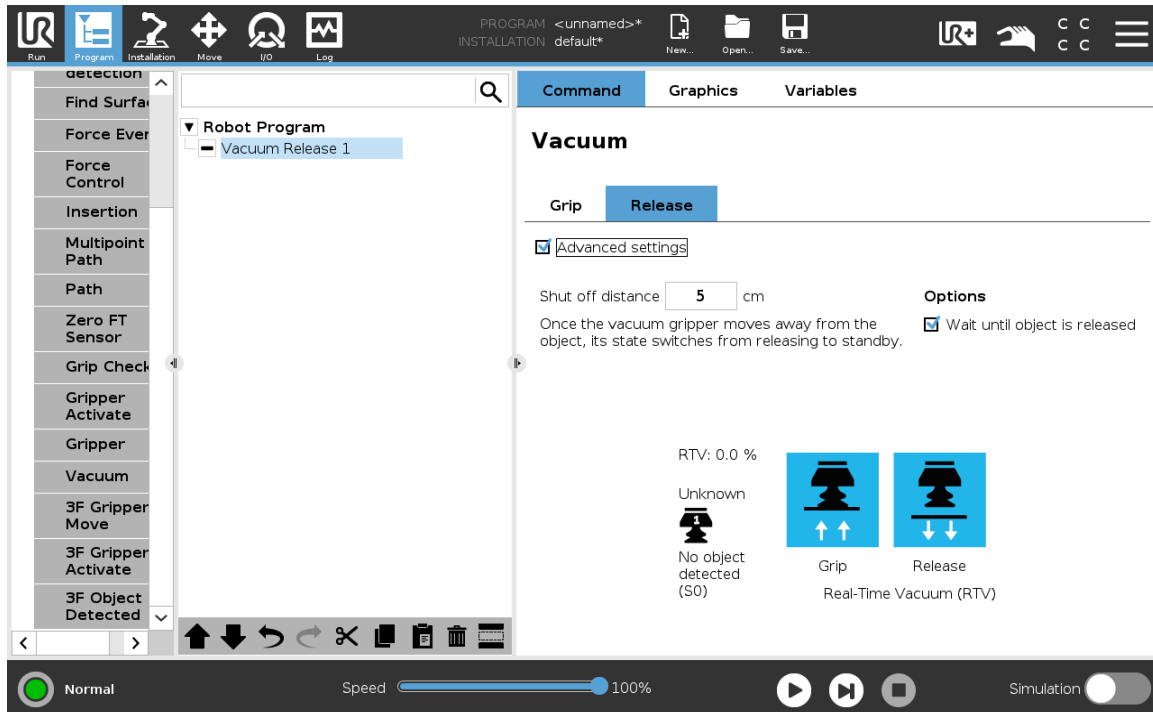 PROGRAM <unnamed>*
INSTALLATION default*
Run
Program
Installation
Move
I/O
Log
New...
Open...
Save...
UR+
C C
C C
detection
Find Surfa
Force Ever
Force
Control
Insertion
Multipoint
Path
Path
Zero FT
Sensor
Grip Check
Gripper
Activate
Gripper
Vacuum
3F Gripper
Move
3F Gripper
Activate
3F Object
Detected
Robot Program
Vacuum Release 1
Command Graphics Variables
Vacuum
Grip Release
Advanced settings
Shut off distance 5 cm
Once the vacuum gripper moves away from the
object, its state switches from releasing to standby.
Options
Wait until object is released
RTV: 0.0 %
Unknown
1
No object
detected
(S0)
Grip Release
Real-Time Vacuum (RTV)
Normal
Speed 100%
Simulation